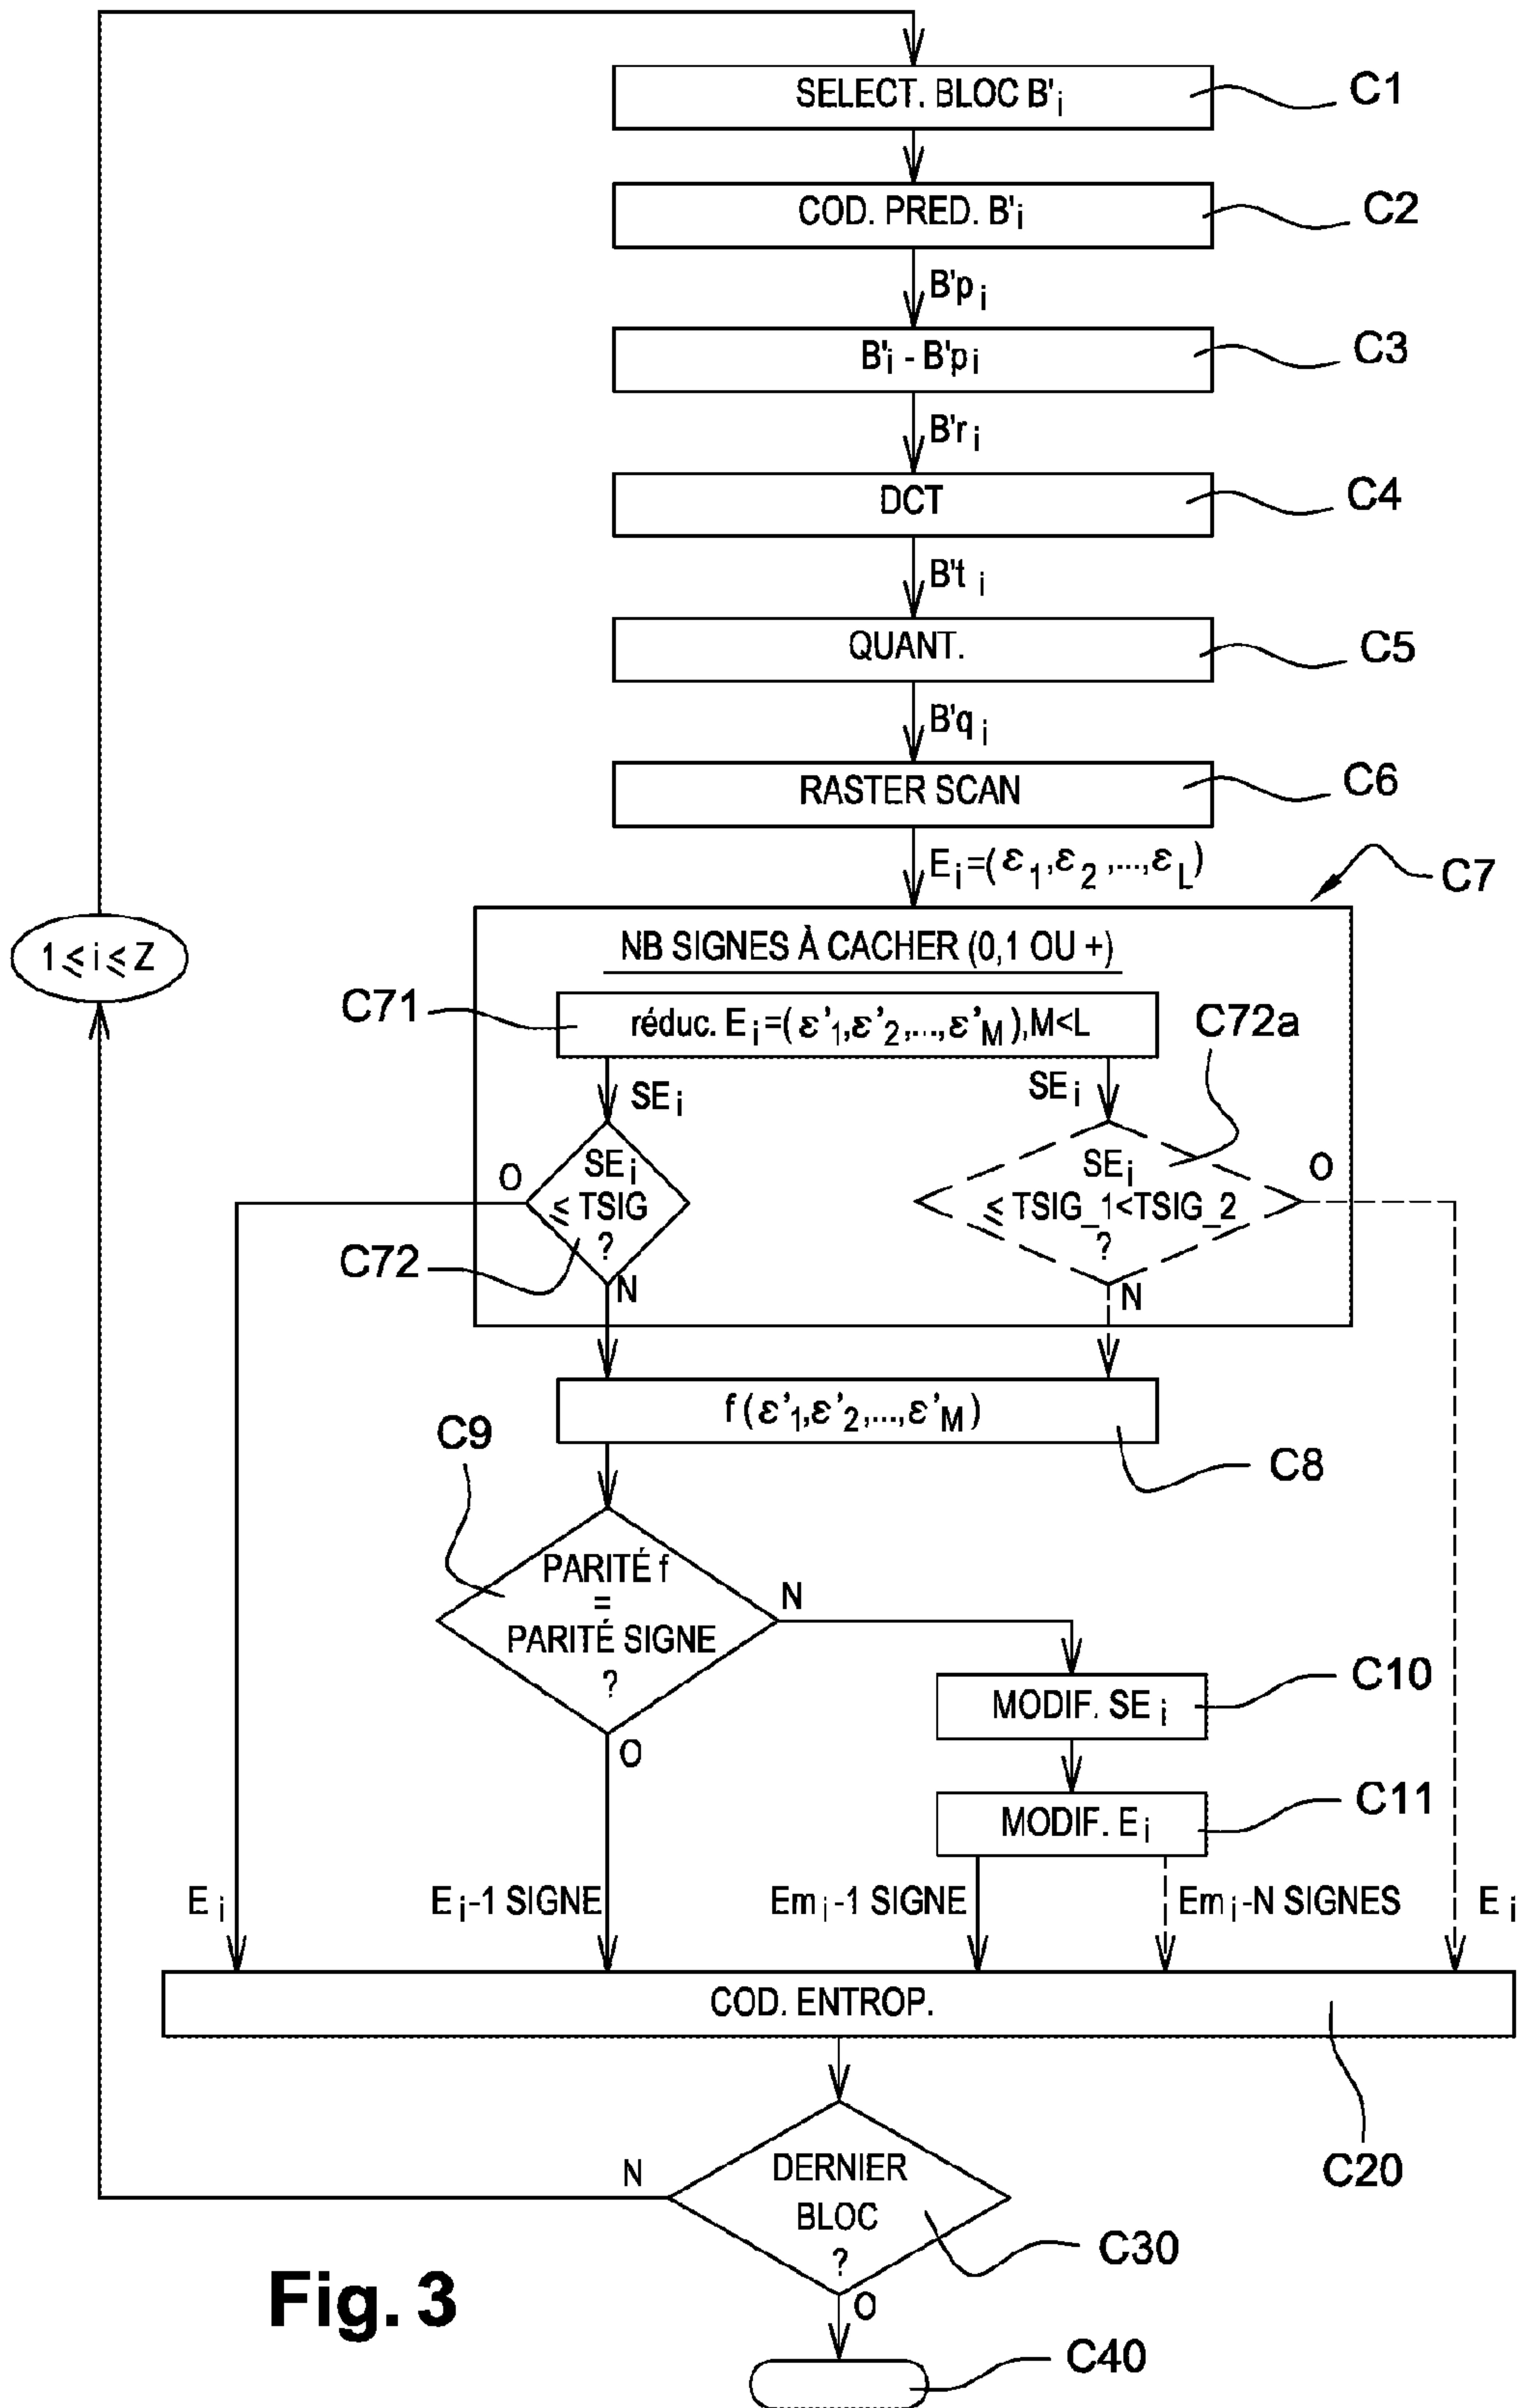 SELECT. BLOC B'i
C1
COD. PRED. B'i
C2
B'pi
B'i - B'pi
C3
B'ri
DCT
C4
B'ti
QUANT.
C5
B'qi
RASTER SCAN
C6
Ei=(ε1,ε2,...,εL)
C7
1≤i≤Z
NB SIGNES À CACHER (0,1 OU +)
C71
réduc. Ei=(ε'1,ε'2,...,ε'M),M<L
C72a
SEi
SEi
O
SEi
≤ TSIG
?
SEi
≤ TSIG_1<TSIG_2
?
O
C72
N
N
f(ε'1,ε'2,...,ε'M)
C8
C9
PARITÉ f
=
PARITÉ SIGNE
?
N
O
MODIF. SEi
C10
MODIF. Ei
C11
Ei
Ei-1 SIGNE
Emi-1 SIGNE
Emi-N SIGNES
Ei
COD. ENTROP.
C20
N
DERNIER
BLOC
?
C30
O
C40
Fig. 3